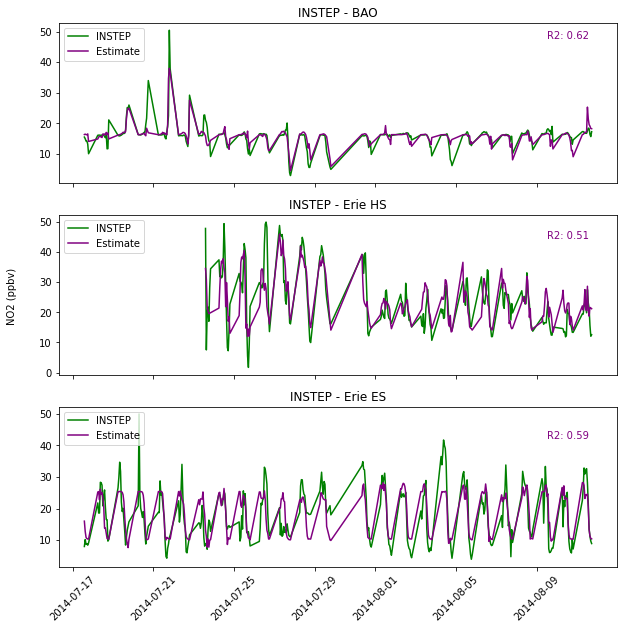 INSTEP - BAO
50
40
30
20
10
INSTEP
Estimate
R2: 0.62
INSTEP - Erie HS
50
40
30
20
10
0
INSTEP
Estimate
R2: 0.51
NO2 (ppbv)
INSTEP - Erie ES
50
40
30
20
10
INSTEP
Estimate
R2: 0.59
2014-07-17
2014-07-21
2014-07-25
2014-07-29
2014-08-01
2014-08-05
2014-08-09